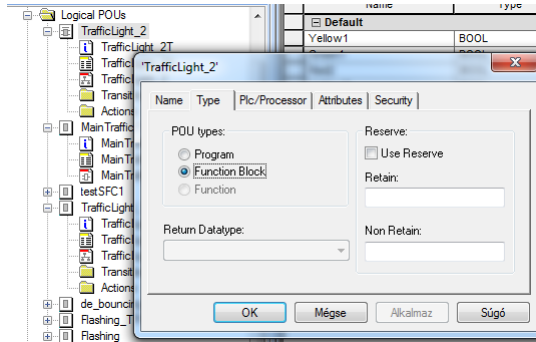 Logical POUs
TrafficLight_2
TrafficLight_2T
Traffic
Traffic
Transit
Actions
MainTraffic
MainTr
MainTr
MainTr
testSFC1
TrafficLight
Traffic
Traffic
Traffic
Transit
Actions
de_bouncin
Flashing_T
Flashing
Name Type
Default
Yellow1 BOOL
BOOL
'TrafficLight_2'
Name Type Plc/Processor Attributes Security
POU types:
Program
Function Block
Function
Return Datatype:
Reserve:
Use Reserve
Retain:
Non Retain:
OK Mégse Alkalmaz Súgó